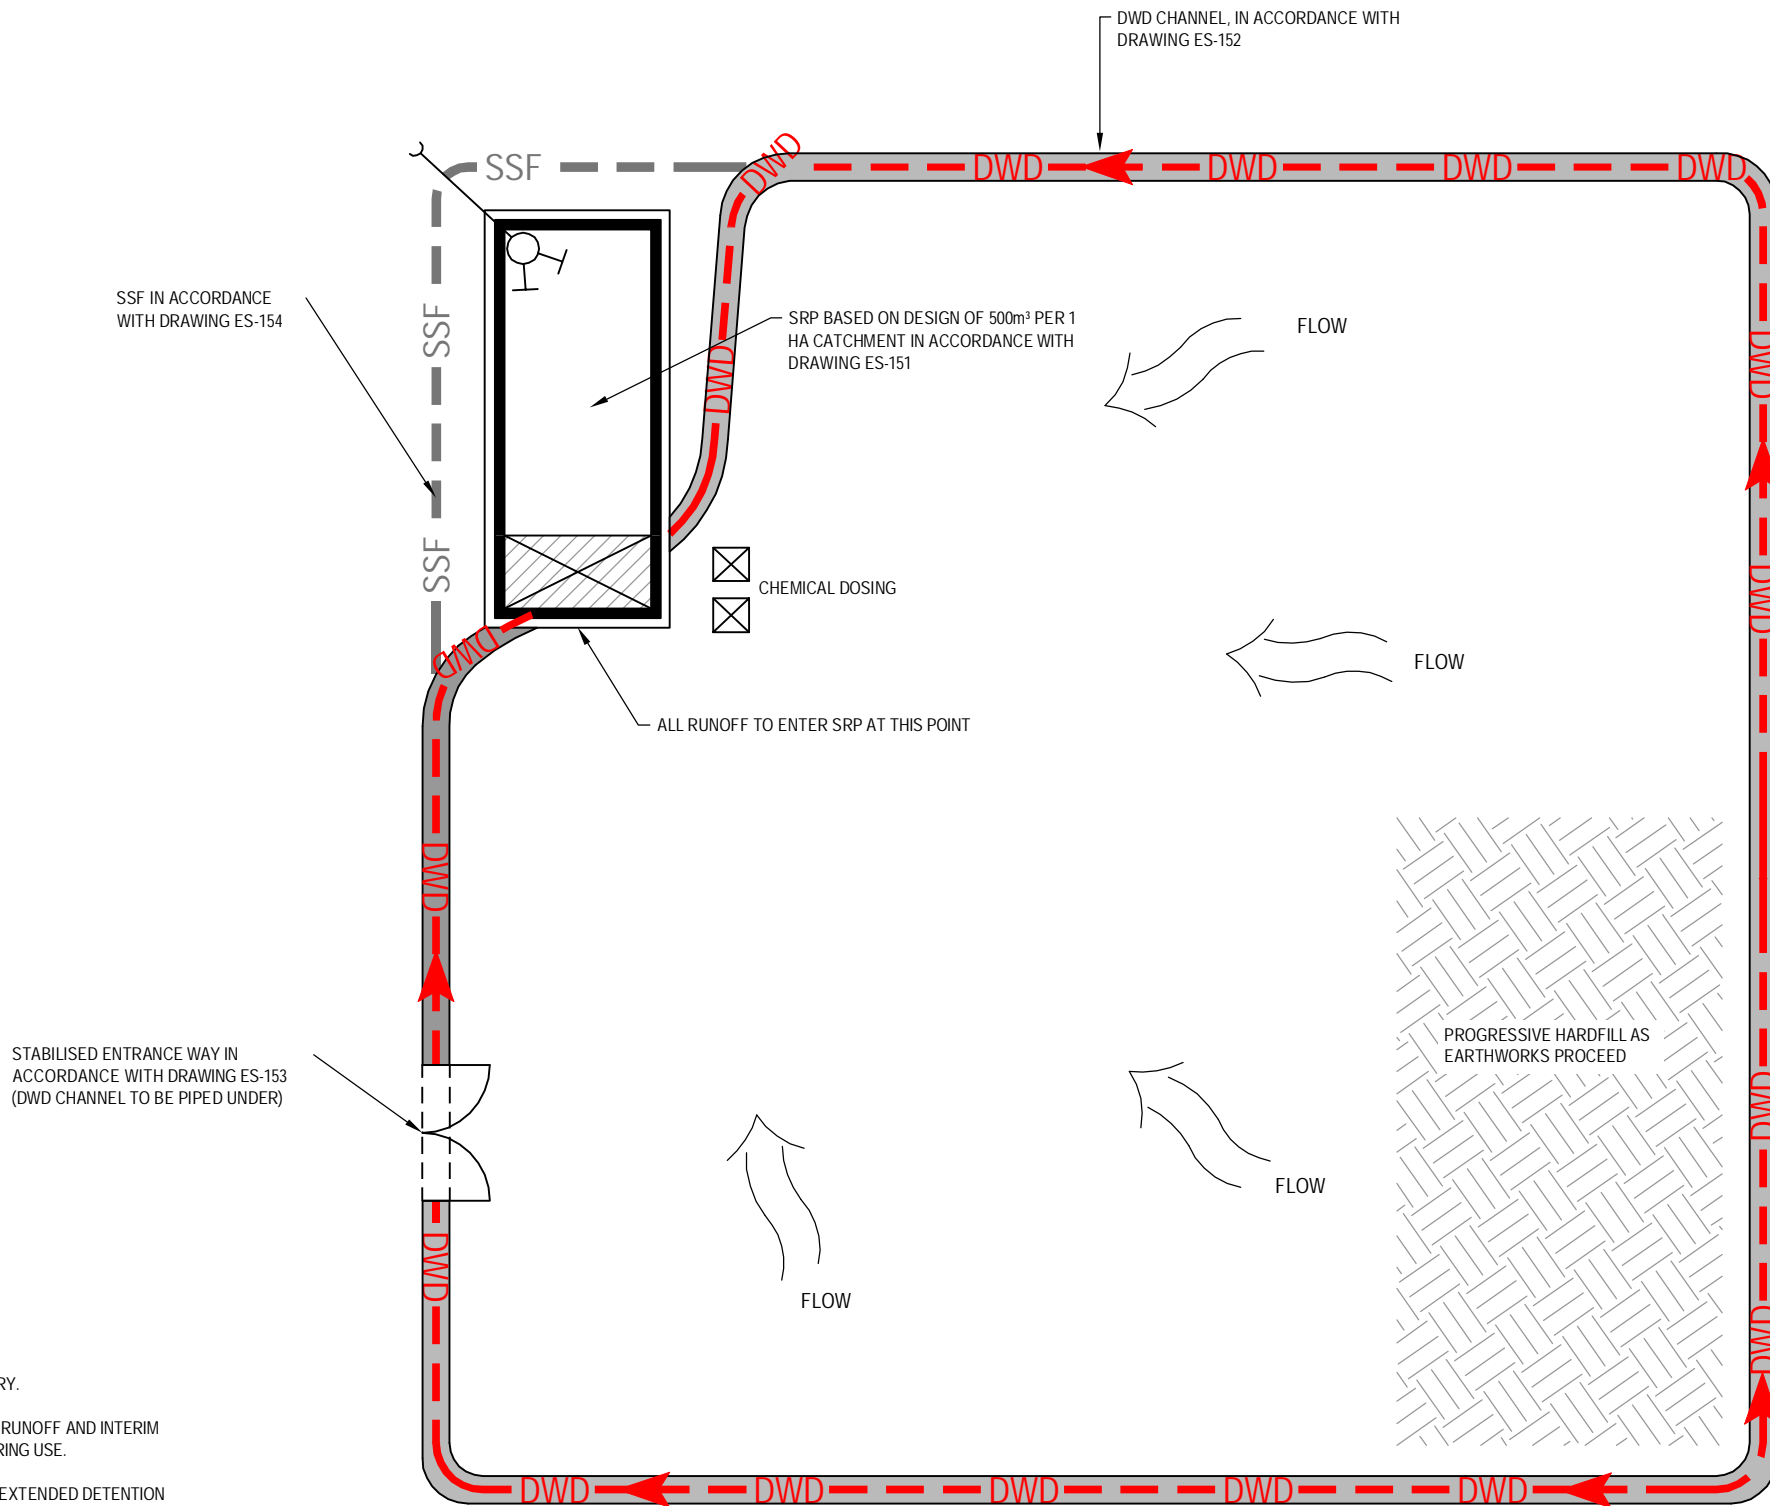 DWD CHANNEL, IN ACCORDANCE WITH
DRAWING ES-152
SSF
DWD
DWD
DWD
DWD
DWD
SSF IN ACCORDANCE
WITH DRAWING ES-154
SSF
SRP BASED ON DESIGN OF 500m³ PER 1
HA CATCHMENT IN ACCORDANCE WITH
DRAWING ES-151
FLOW
DWD
DWD
SSF
CHEMICAL DOSING
DWD
DWD
FLOW
ALL RUNOFF TO ENTER SRP AT THIS POINT
DWD
PROGRESSIVE HARDFILL AS
EARTHWORKS PROCEED
STABILISED ENTRANCE WAY IN
ACCORDANCE WITH DRAWING ES-153
(DWD CHANNEL TO BE PIPED UNDER)
DWD
FLOW
DWD
FLOW
DWD
RY.
RUNOFF AND INTERIM
RING USE.
EXTENDED DETENTION
DWD
DWD
DWD
DWD
DWD